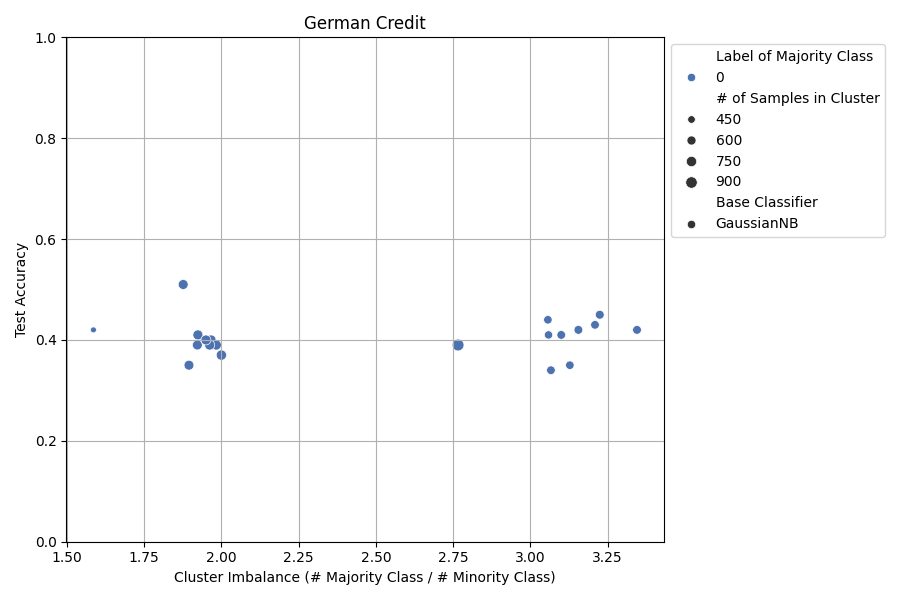 German Credit
1.0
0.8
0.6
0.4
0.2
0.0
Test Accuracy
1.50 1.75 2.00 2.25 2.50 2.75 3.00 3.25
Cluster Imbalance (# Majority Class / # Minority Class)
Label of Majority Class
0
# of Samples in Cluster
450
600
750
900
Base Classifier
GaussianNB